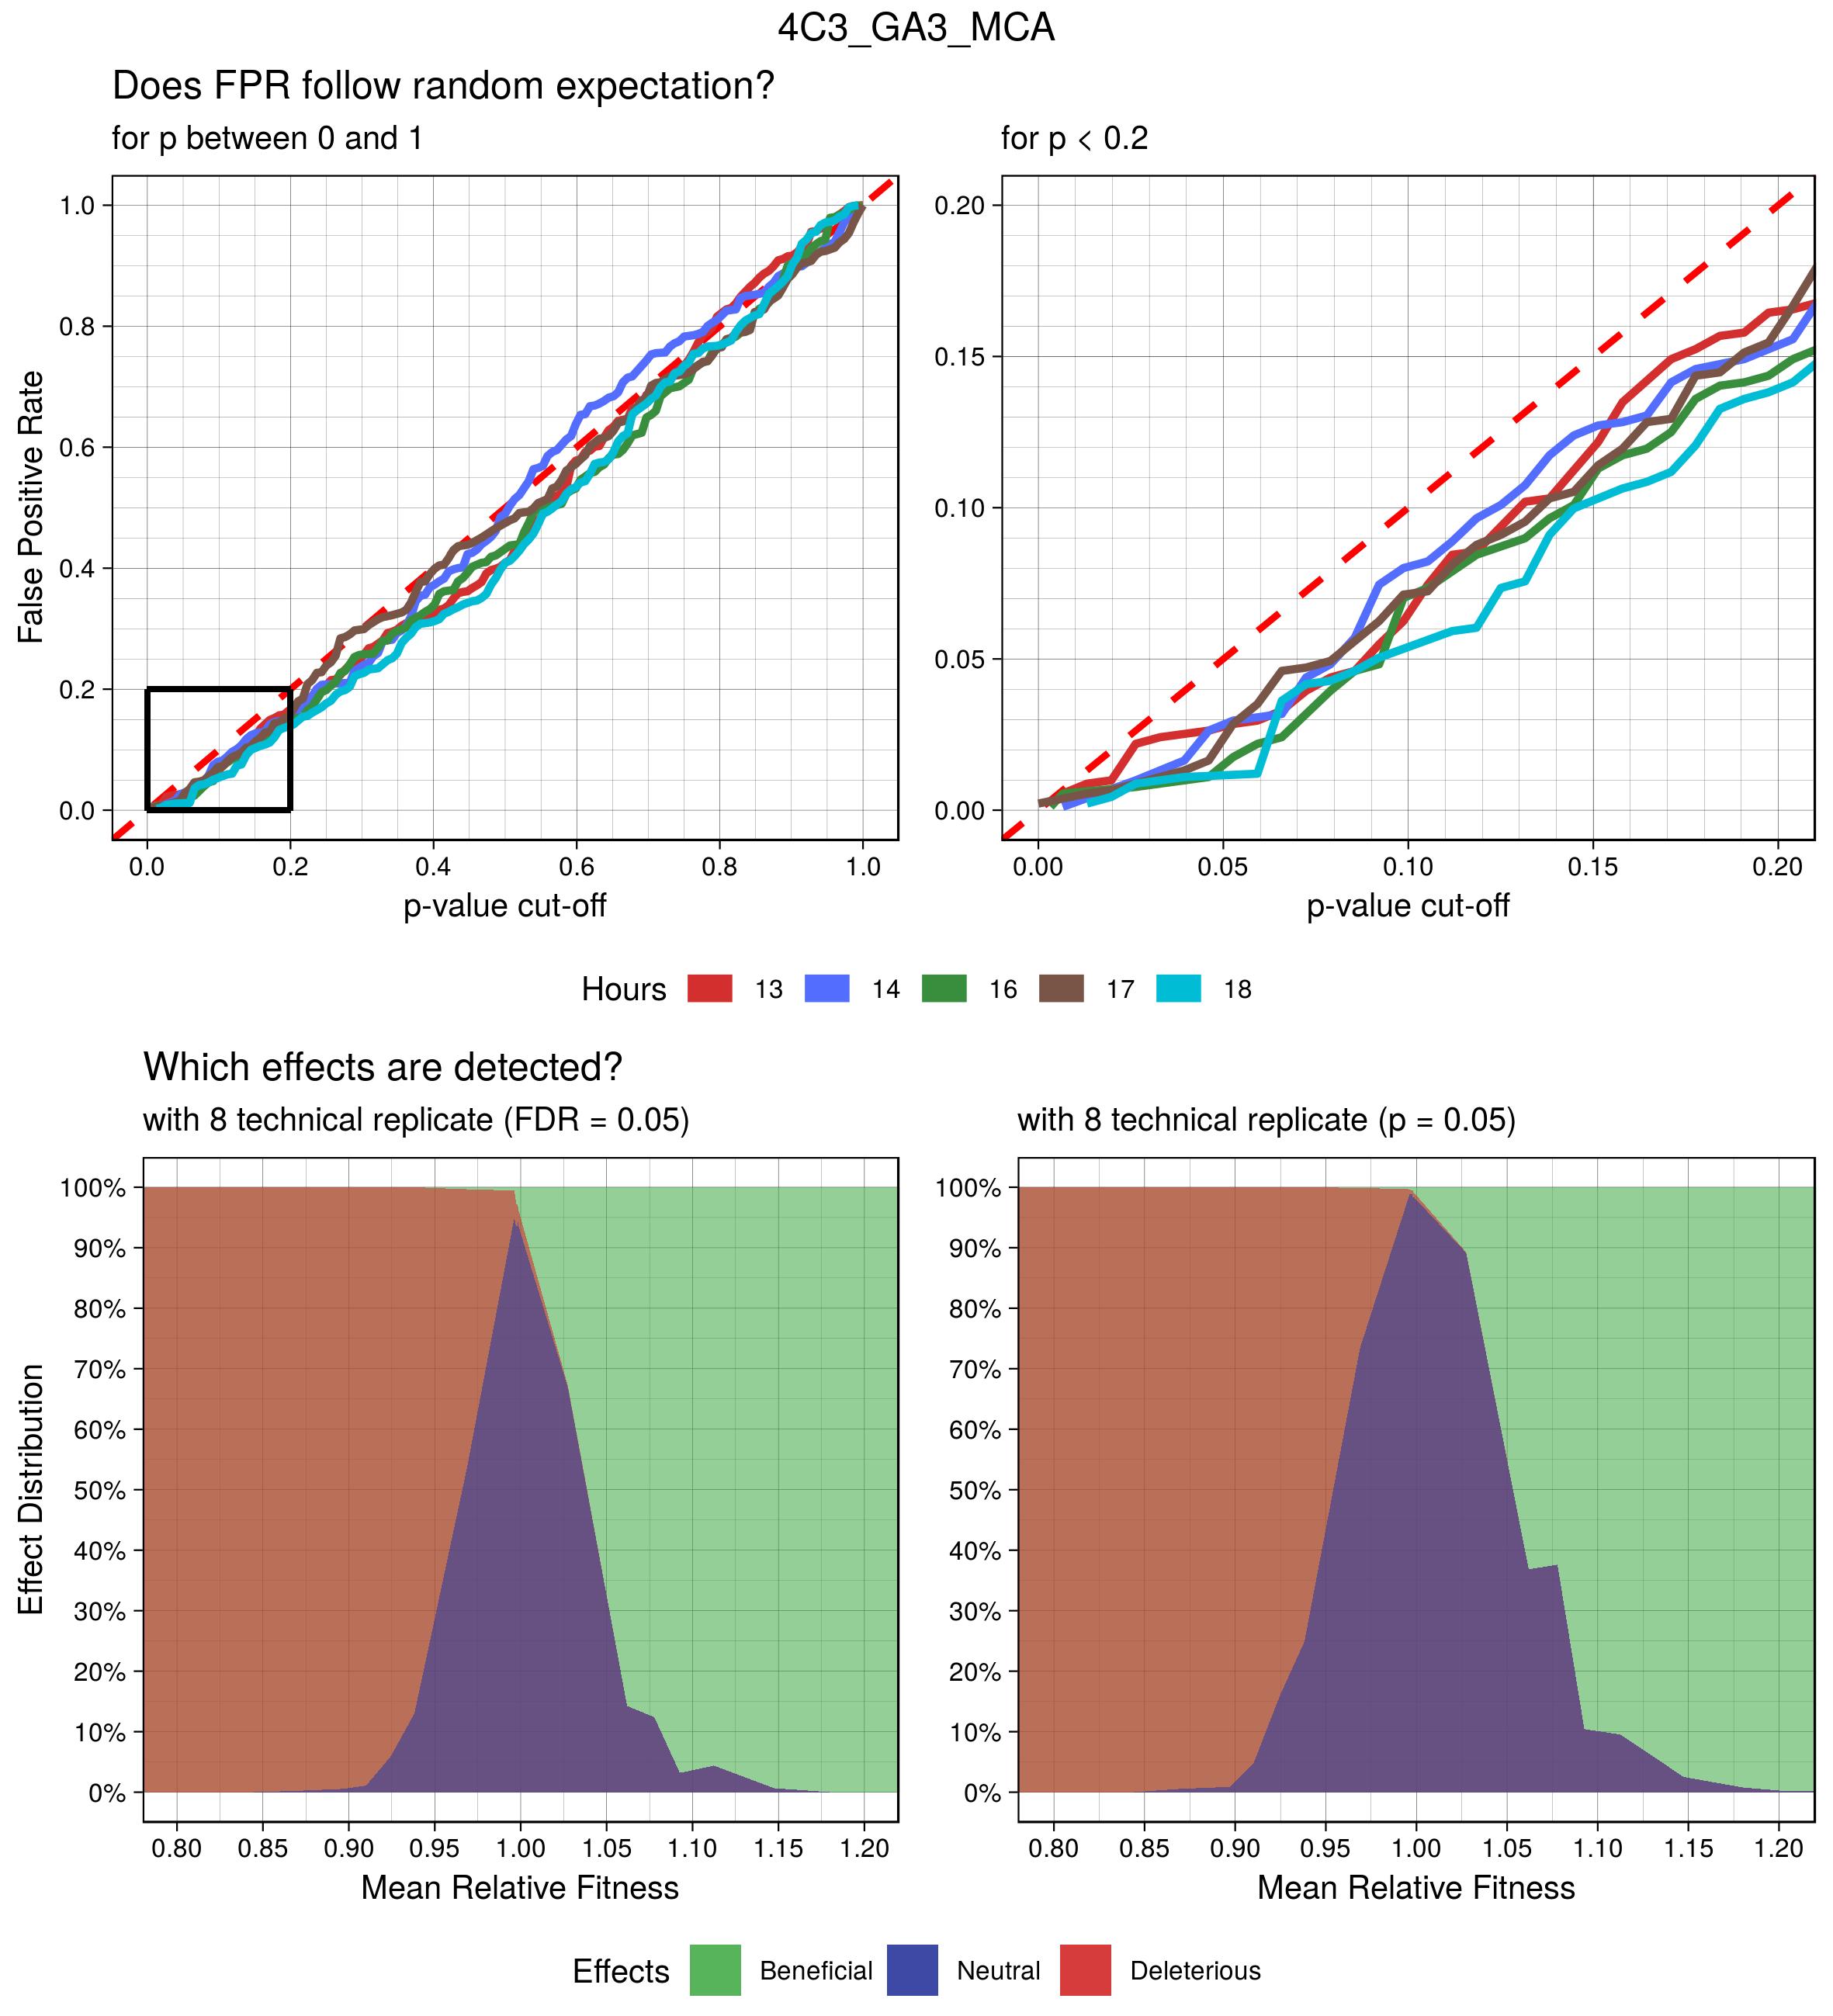 4C3_GA3_MCA
Does FPR follow random expectation?
for p between 0 and 1
for p < 0.2
False Positive Rate
1.0
0.8
0.6
0.4
0.2
0.0
0.0 0.2 0.4 0.6 0.8 1.0
p-value cut-off
0.20
0.15
0.10
0.05
0.00
0.00 0.05 0.10 0.15 0.20
p-value cut-off
Hours 13 14 16 17 18
Which effects are detected?
with 8 technical replicate (FDR = 0.05)
with 8 technical replicate (p = 0.05)
Effect Distribution
100%
90%
80%
70%
60%
50%
40%
30%
20%
10%
0%
0.80 0.85 0.90 0.95 1.00 1.05 1.10 1.15 1.20
Mean Relative Fitness
100%
90%
80%
70%
60%
50%
40%
30%
20%
10%
0%
0.80 0.85 0.90 0.95 1.00 1.05 1.10 1.15 1.20
Mean Relative Fitness
Effects Beneficial Neutral Deleterious